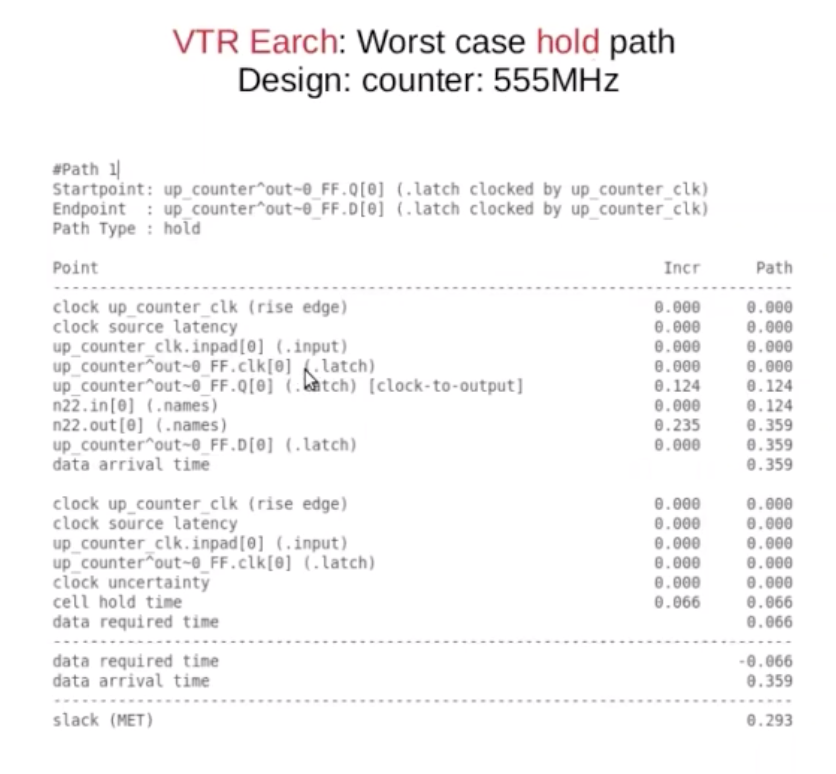 VTR Earch: Worst case hold path
Design: counter: 555MHz
#Path 1
Startpoint: up_counter^out~0_FF.Q[0] (.latch clocked by up_counter_clk)
Endpoint  : up_counter^out~0_FF.D[0] (.latch clocked by up_counter_clk)
Path Type : hold
Point Incr Path
--------------------------------------------------------------------------------
clock up_counter_clk (rise edge) 0.000 0.000
clock source latency 0.000 0.000
up_counter_clk.inpad[0] (.input) 0.000 0.000
up_counter^out~0_FF.clk[0] (.latch) 0.000 0.000
up_counter^out~0_FF.Q[0] (.latch) [clock-to-output] 0.124 0.124
n22.in[0] (.names) 0.000 0.124
n22.out[0] (.names) 0.235 0.359
up_counter^out~0_FF.D[0] (.latch) 0.000 0.359
data arrival time 0.359
clock up_counter_clk (rise edge) 0.000 0.000
clock source latency 0.000 0.000
up_counter_clk.inpad[0] (.input) 0.000 0.000
up_counter^out~0_FF.clk[0] (.latch) 0.000 0.000
clock uncertainty 0.000 0.000
cell hold time 0.066 0.066
data required time 0.066
--------------------------------------------------------------------------------
data required time -0.066
data arrival time 0.359
--------------------------------------------------------------------------------
slack (MET) 0.293